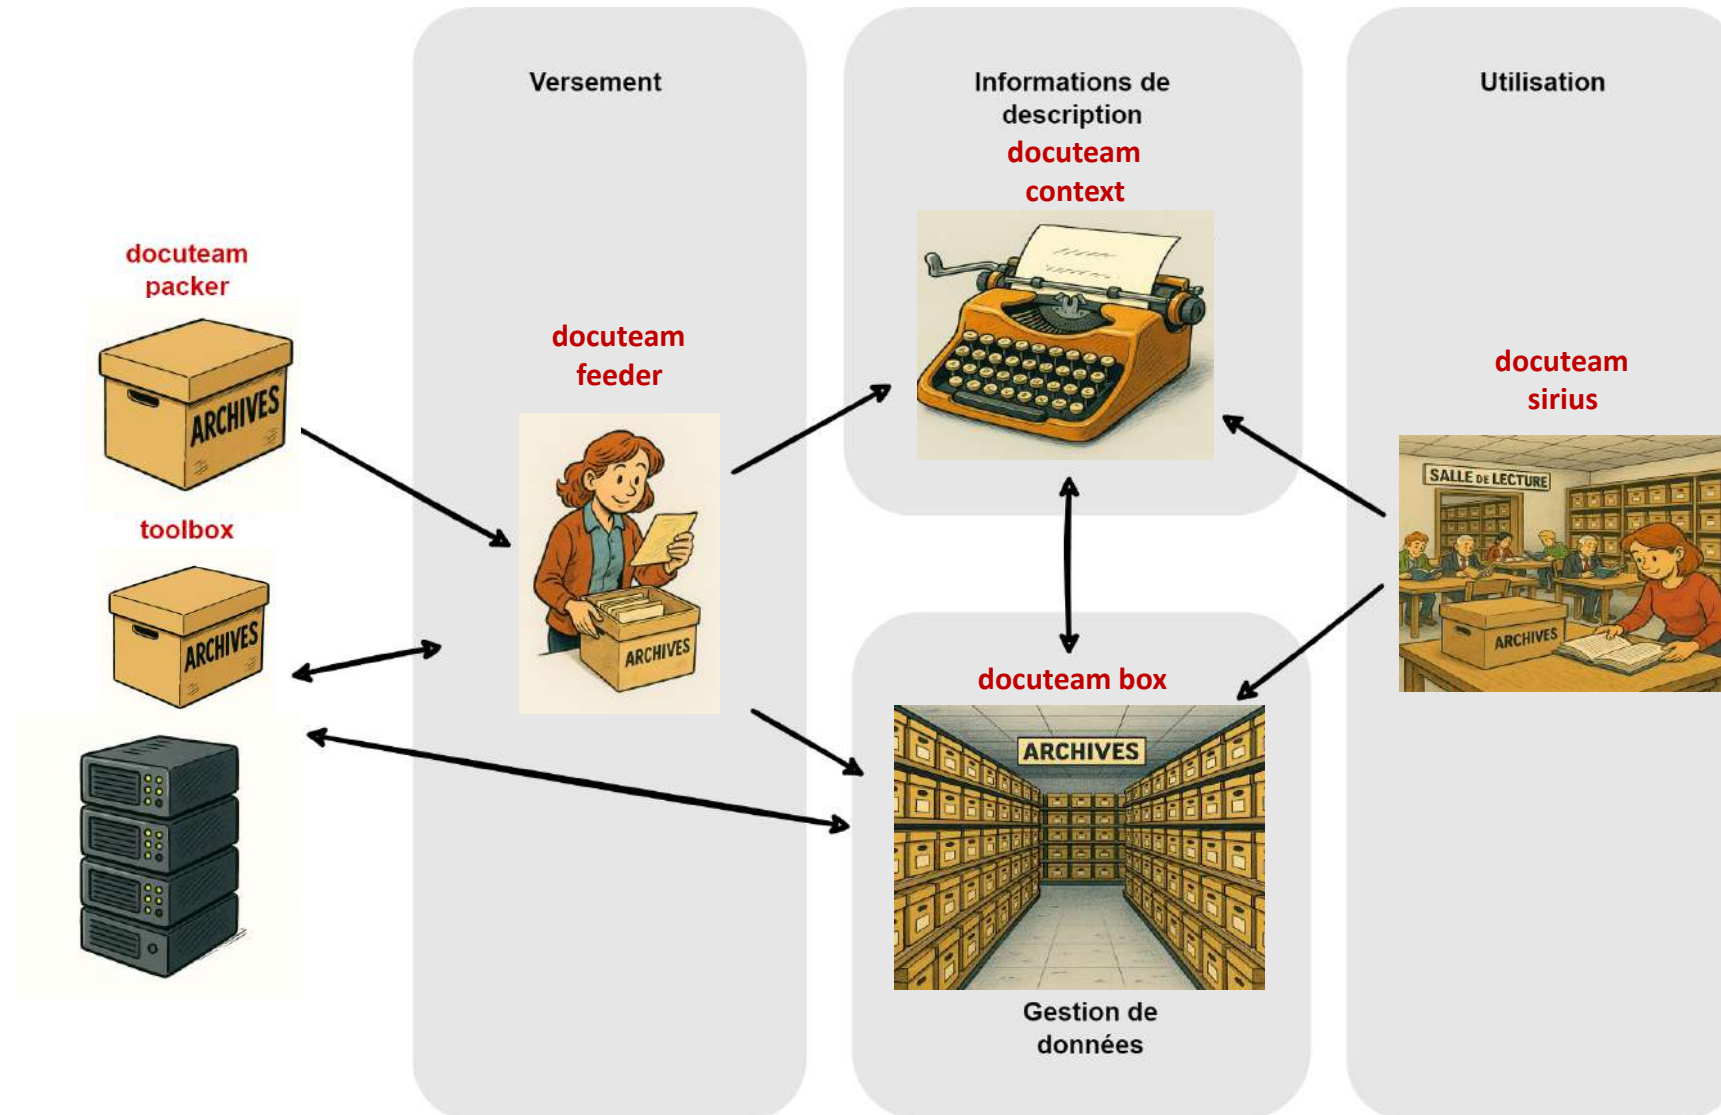 Versement
Informations de
description
Utilisation
docuteam
context
docuteam
packer
ARCHIVES
docuteam
feeder
ARCHIVES
docuteam
sirius
SALLE DE LECTURE
ARCHIVES
toolbox
ARCHIVES
docuteam box
ARCHIVES
Gestion de
données